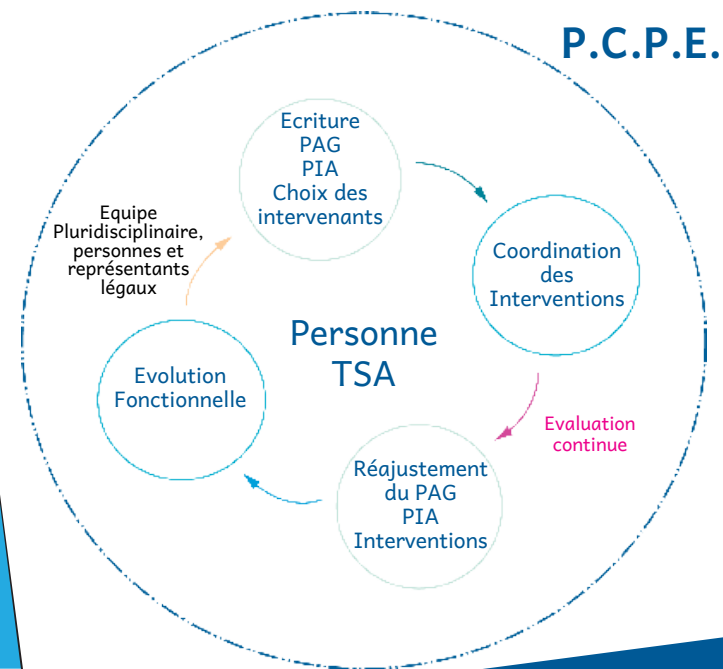 P.C.P.E.
Ecriture
PAG
PIA
Choix des
intervenants
Equipe
Pluridisciplinaire,
personnes et
représentants
légaux
Coordination
des
Interventions
Personne
TSA
Evolution
Fonctionnelle
Evaluation
continue
Réajustement
du PAG
PIA
Interventions